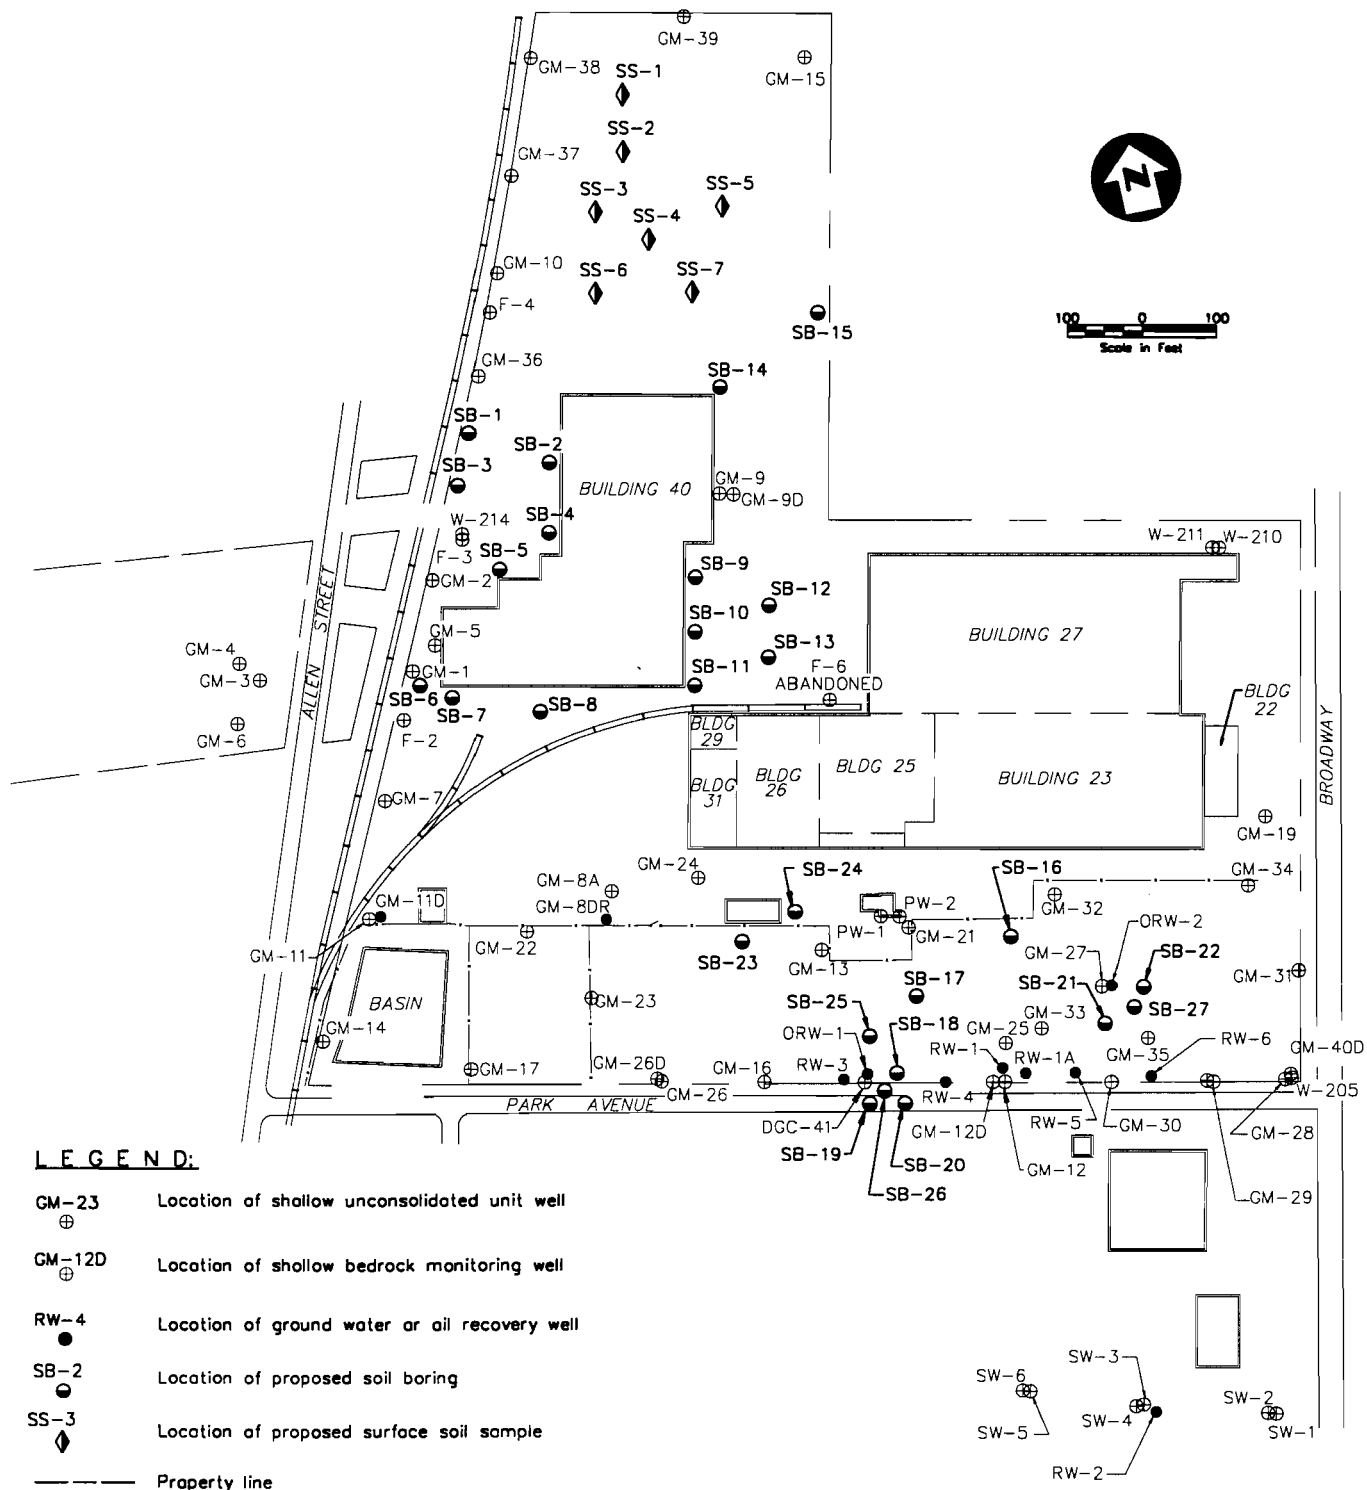 GM-39
GM-38
SS-1
GM-15
SS-2
GM-37
SS-3
SS-5
SS-4
N
GM-10
SS-6
SS-7
F-4
100 0 100
Scale in Feet
SB-15
GM-36
SB-14
SB-1
SB-2
SB-3
BUILDING 40
GM-9
GM-9D
W-214
SB-4
F-3
SB-5
W-211
W-210
GM-2
SB-9
SB-12
ALLEN STREET
GM-5
SB-10
BUILDING 27
GM-4
GM-3
GM-1
SB-13
F-6
ABANDONED
SB-11
SB-6
SB-7
SB-8
BLDG
22
GM-6
F-2
BLDG
29
BROADWAY
BLDG 25
BLDG
26
BLDG
31
BUILDING 23
GM-7
GM-19
GM-24
SB-24
SB-16
GM-34
GM-8A
GM-11D
GM-8DR
PW-2
GM-32
ORW-2
GM-22
PW-1
GM-21
GM-11
SB-23
GM-13
GM-27
SB-22
GM-31
SB-21
BASIN
GM-23
SB-17
SB-25
GM-33
SB-27
GM-14
SB-18
GM-25
ORW-1
RW-6
GM-17
GM-26D
GM-16
RW-3
RW-1
RW-1A
GM-35
GM-40D
GM-26
RW-4
W-205
PARK AVENUE
DGC-41
GM-12D
RW-5
GM-30
GM-28
SB-19
SB-20
GM-12
SB-26
GM-29
LEGEND:
GM-23
Location of shallow unconsolidated unit well
GM-12D
Location of shallow bedrock monitoring well
RW-4
Location of ground water or oil recovery well
SB-2
Location of proposed soil boring
SS-3
Location of proposed surface soil sample
Property line
SW-3
SW-6
SW-4
SW-5
SW-2
SW-1
RW-2